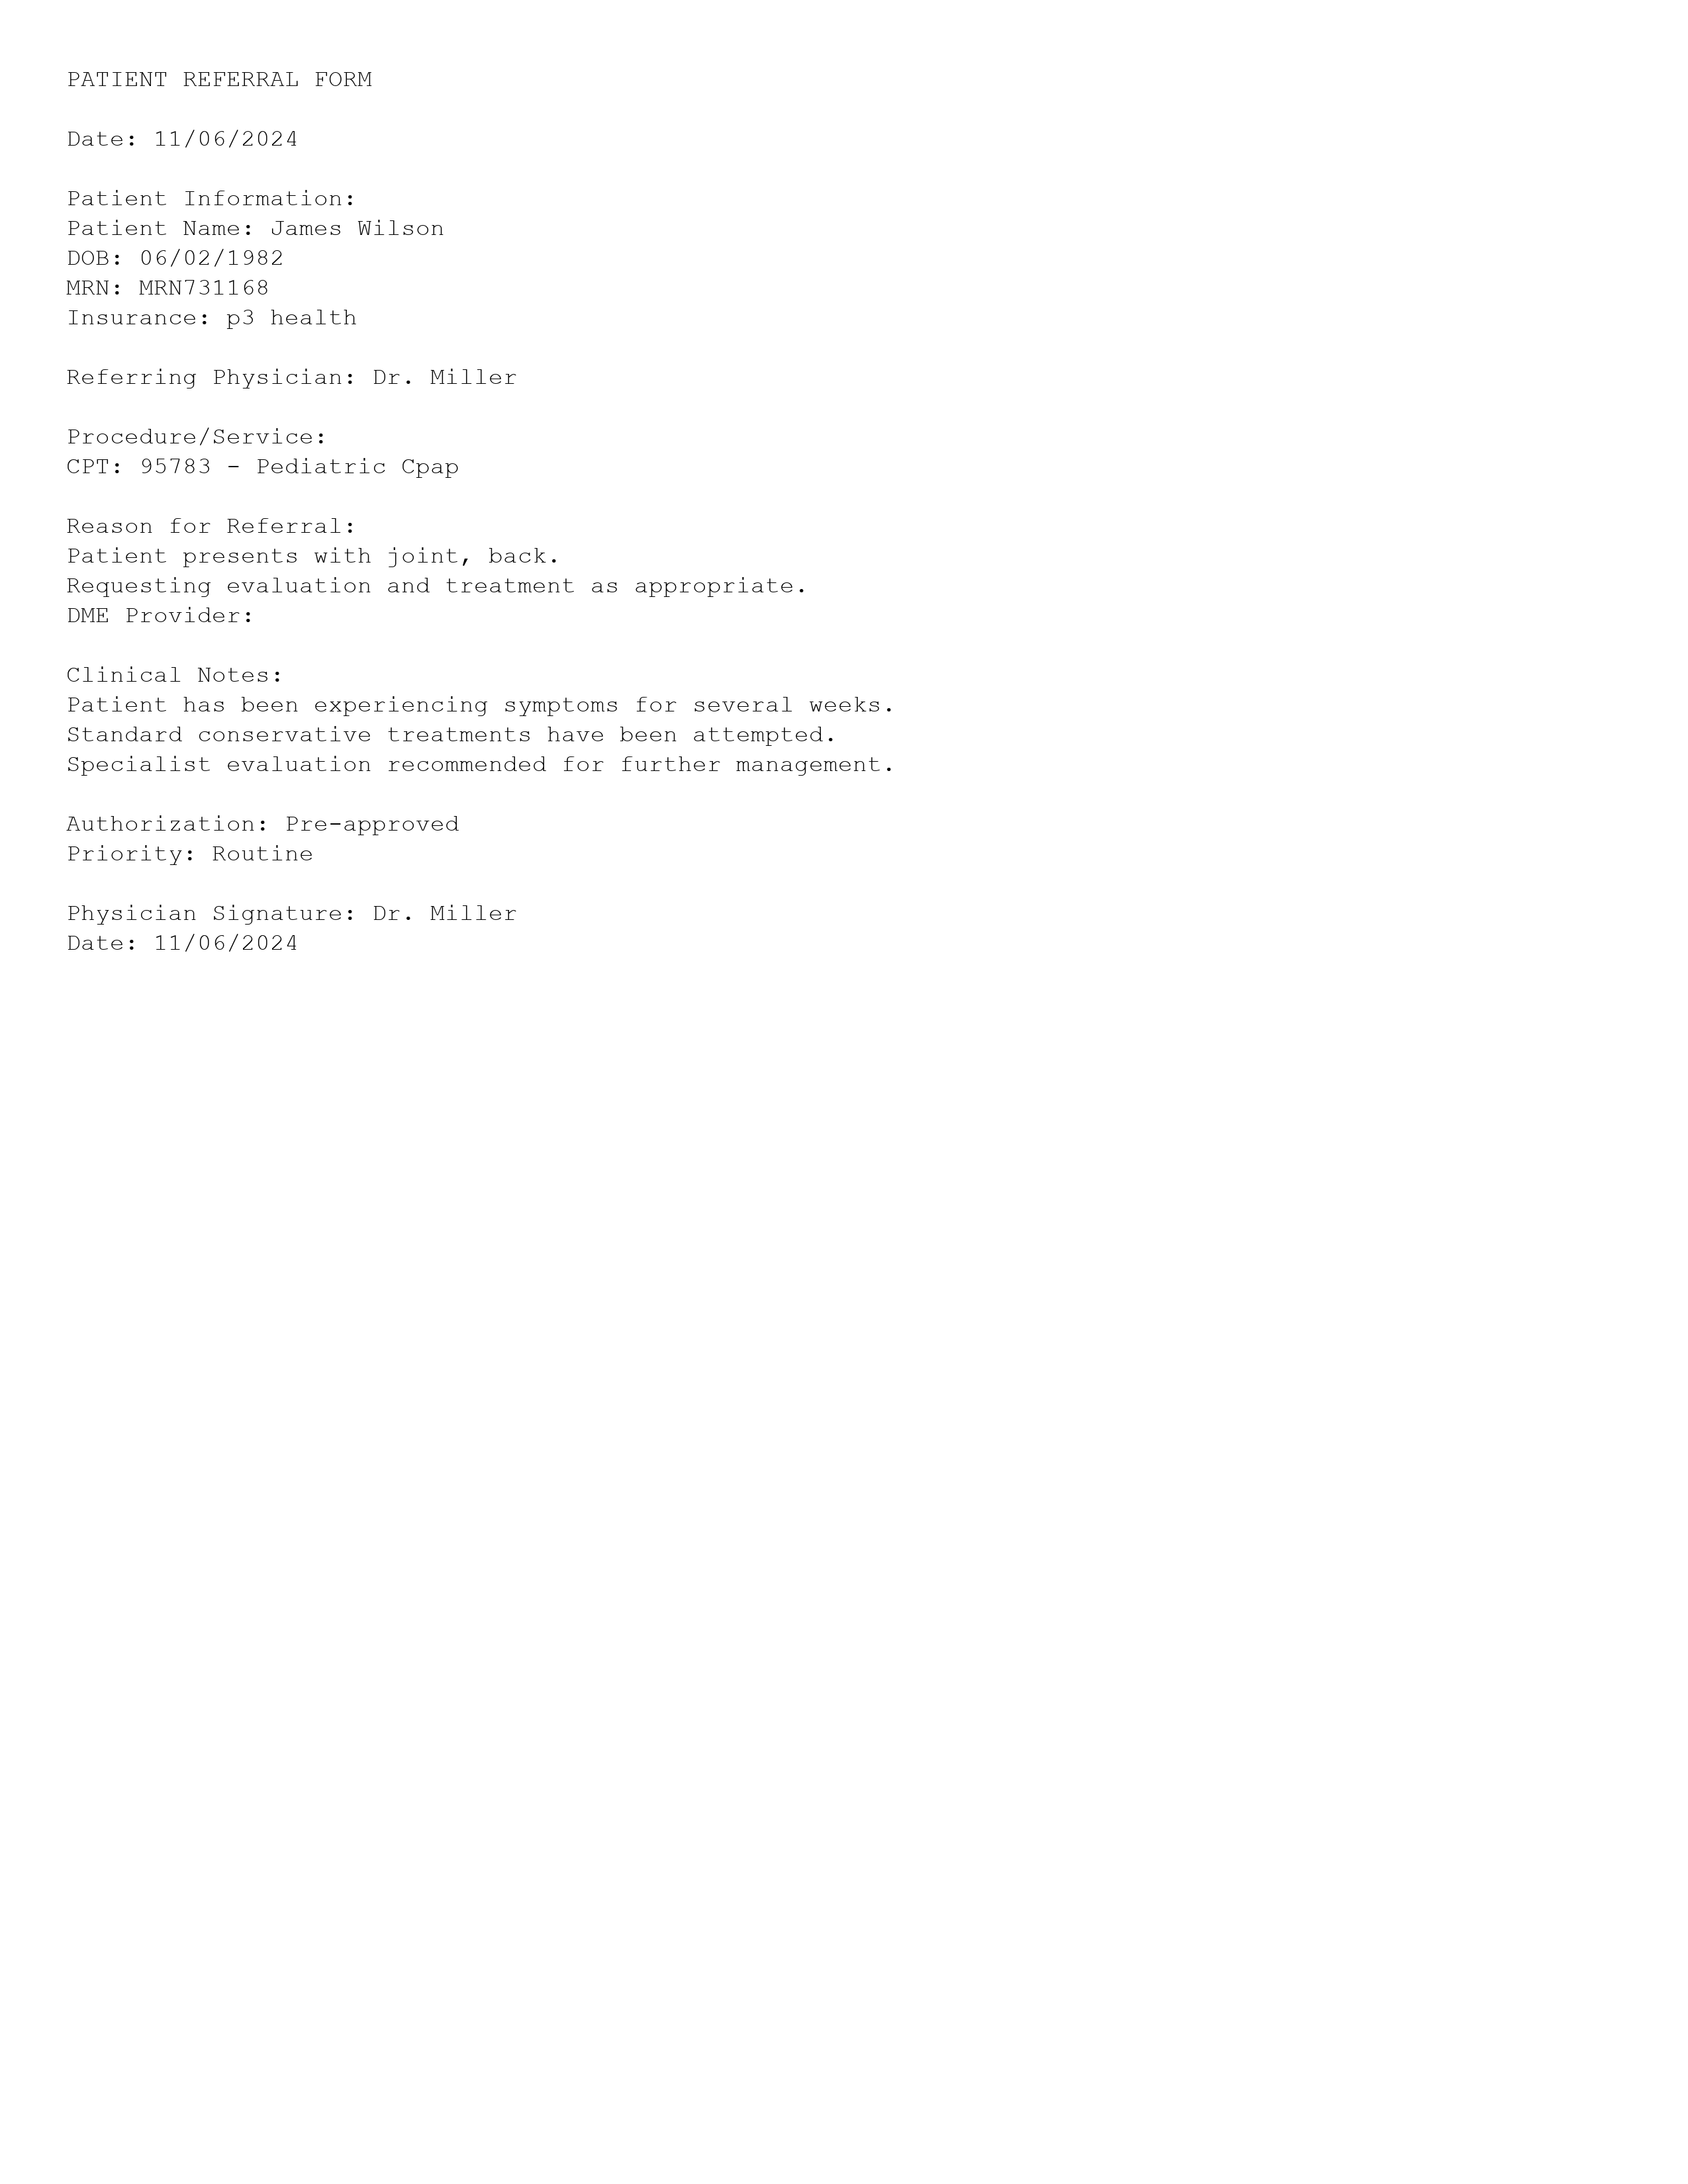 PATIENT REFERRAL FORM
Date: 11/06/2024
Patient Information:
Patient Name: James Wilson
DOB: 06/02/1982
MRN: MRN731168
Insurance: p3 health
Referring Physician: Dr. Miller
Procedure/Service:
CPT: 95783 - Pediatric Cpap
Reason for Referral:
Patient presents with joint, back.
Requesting evaluation and treatment as appropriate.
DME Provider:
Clinical Notes:
Patient has been experiencing symptoms for several weeks.
Standard conservative treatments have been attempted.
Specialist evaluation recommended for further management.
Authorization: Pre-approved
Priority: Routine
Physician Signature: Dr. Miller
Date: 11/06/2024